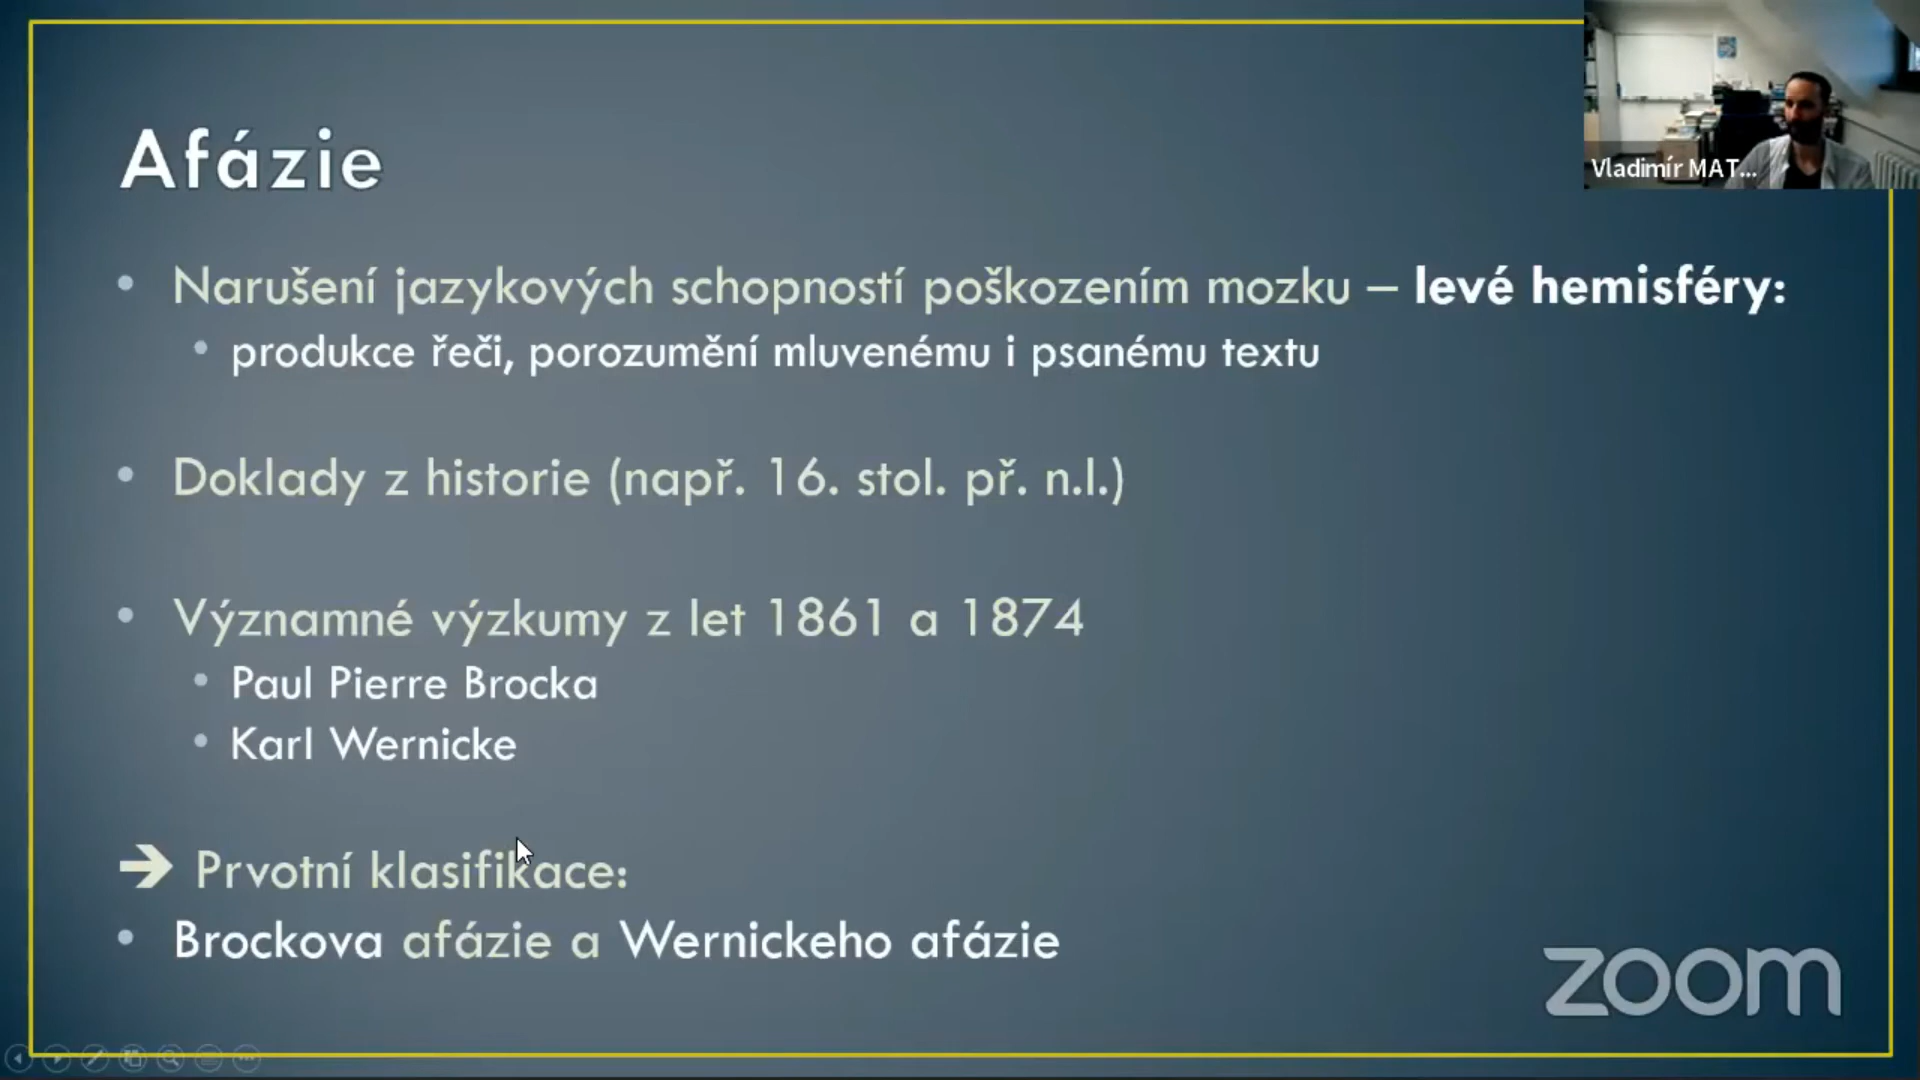 Afázie
Vladimír MAT...
• Narušení jazykových schopností poškozením mozku – levé hemisféry:
• produkce řeči, porozumění mluvenému i psanému textu
• Doklady z historie (např. 16. stol. př. n.l.)
• Významné výzkumy z let 1861 a 1874
• Paul Pierre Brocka
• Karl Wernicke
➔ Prvotní klasifikace:
• Brockova afázie a Wernickeho afázie
zoom